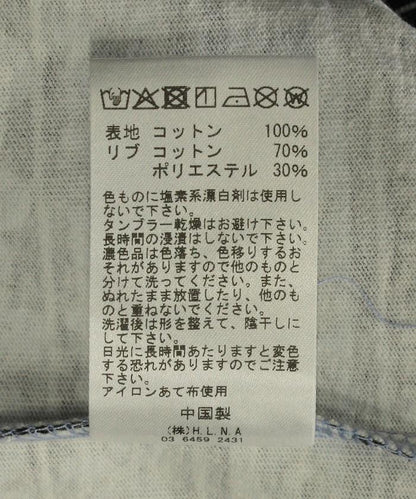 表地 コットン 100%
リブ コットン 70%
ポリエステル 30%
色ものに塩素系漂白剤は使用し
ないで下さい。
タンブラー乾燥はお避け下さい。
長時間の浸漬はしないで下さい。
濃色品は色落ち、色移りするお
それがありますので他のものと
分けて洗ってください。また、
ぬれたまま放置したり、他のも
のと重ねないでください。
洗濯後は形を整えて、陰干しに
して下さい。
日光に長時間あたりますと変色
する恐れがありますのでご注意
下さい。
アイロンあて布使用
中国製
(株)H.L.N.A
03 6459 2431